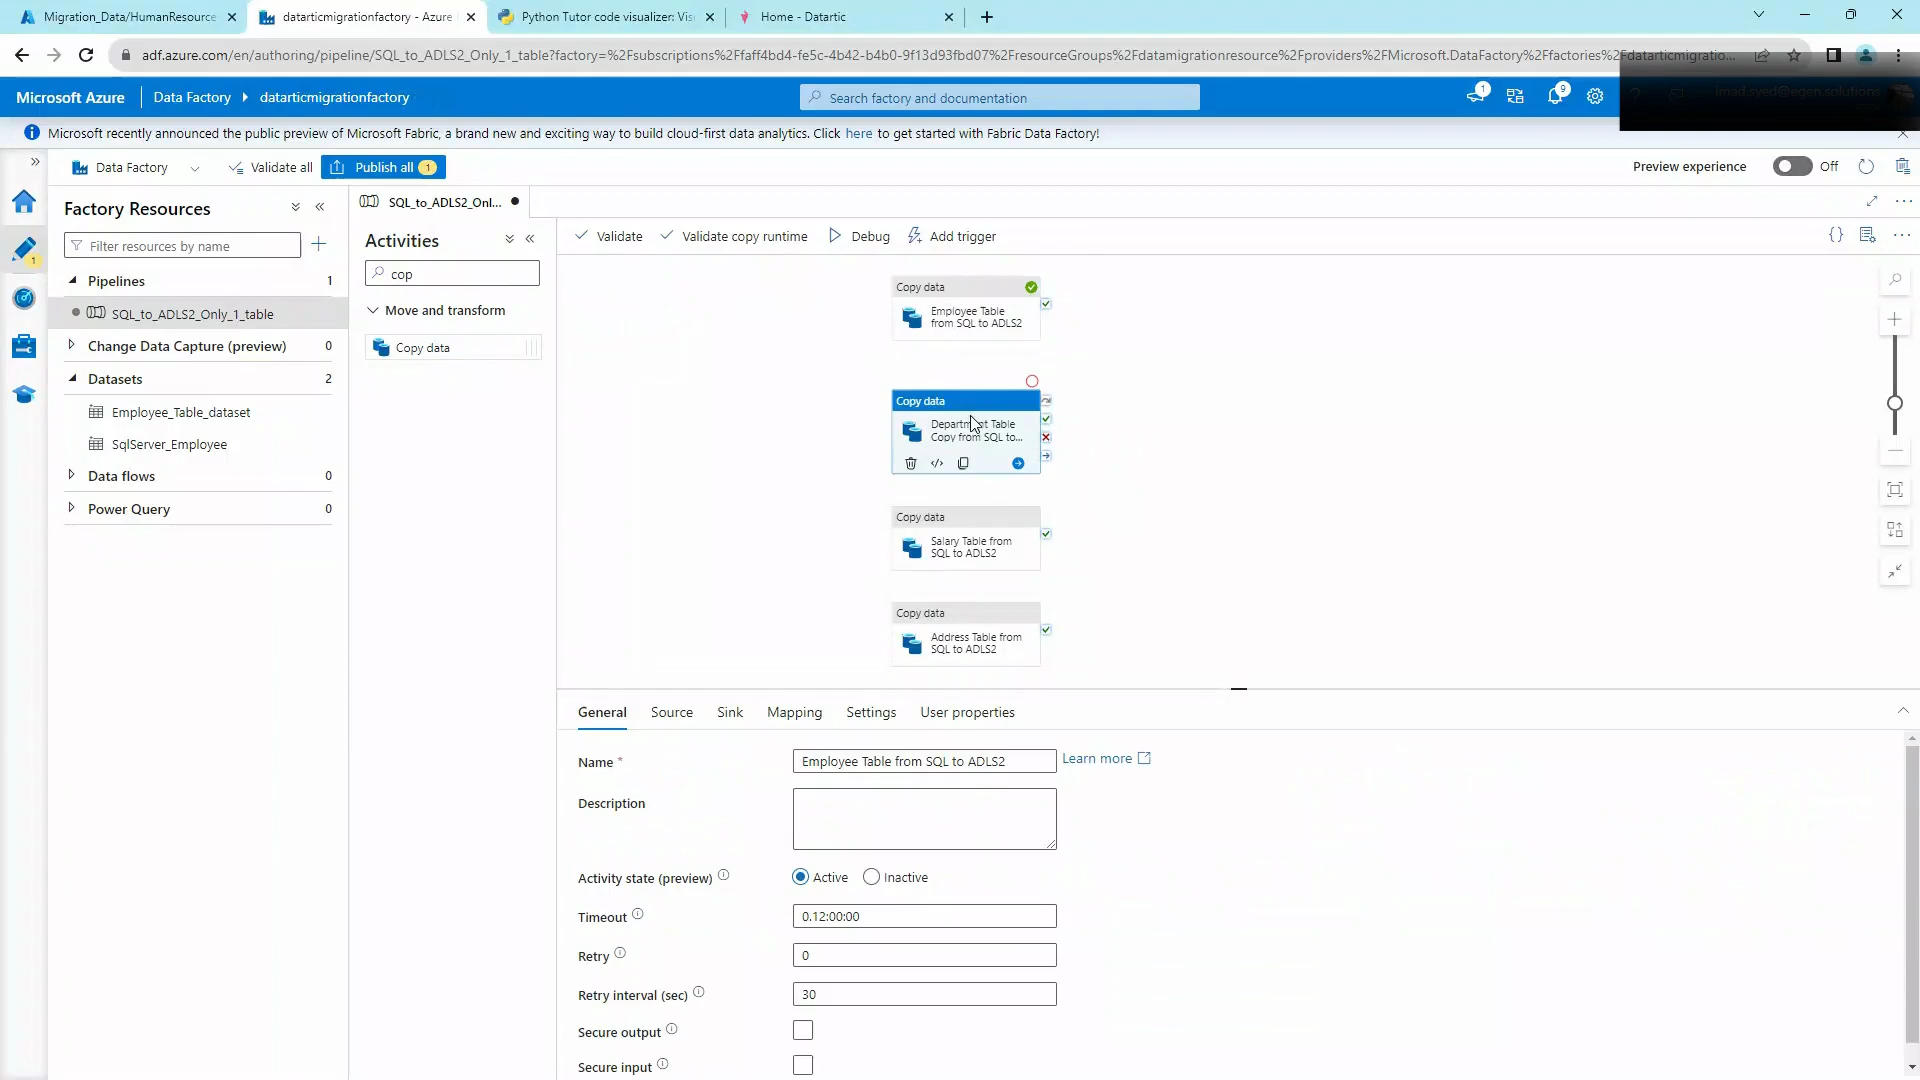 Migration_Data/HumanResource
datarticmigrationfactory - Azure
Python Tutor code visualizer: Vis
Home - Datartic
adf.azure.com/en/authoring/pipeline/SQL_to_ADLS2_Only_1_table?factory=%2Fsubscriptions%2Ffaff4bd4-fe5c-4b42-b4b0-9f13d93fbd07%2FresourceGroups%2Fdatamigrationresource%2Fproviders%2FMicrosoft.DataFactory%2Ffactories%2Fdatarticmigratio...
Microsoft Azure
Data Factory
datarticmigrationfactory
Search factory and documentation
1
9
imad.syed@egen.solutions
Microsoft recently announced the public preview of Microsoft Fabric, a brand new and exciting way to build cloud-first data analytics. Click here to get started with Fabric Data Factory!
Data Factory
Validate all
Publish all 1
Preview experience
Off
1
Factory Resources
Filter resources by name
Pipelines 1
SQL_to_ADLS2_Only_1_table
Change Data Capture (preview) 0
Datasets 2
Employee_Table_dataset
SqlServer_Employee
Data flows 0
Power Query 0
SQL_to_ADLS2_Onl...
Activities
cop
Move and transform
Copy data
Validate
Validate copy runtime
Debug
Add trigger
Copy data
Employee Table
from SQL to ADLS2
Copy data
Department Table
Copy from SQL to...
Copy data
Salary Table from
SQL to ADLS2
Copy data
Address Table from
SQL to ADLS2
General
Source
Sink
Mapping
Settings
User properties
Name *
Employee Table from SQL to ADLS2
Learn more
Description
Activity state (preview)
Active
Inactive
Timeout
0.12:00:00
Retry
0
Retry interval (sec)
30
Secure output
Secure input